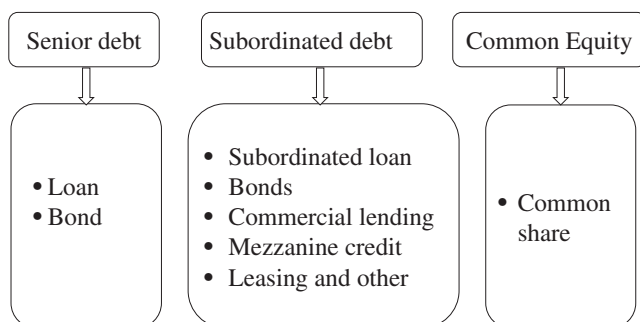 Senior debt
Subordinated debt
Common Equity
• Loan
• Bond
• Subordinated loan
• Bonds
• Commercial lending
• Mezzanine credit
• Leasing and other
• Common
share